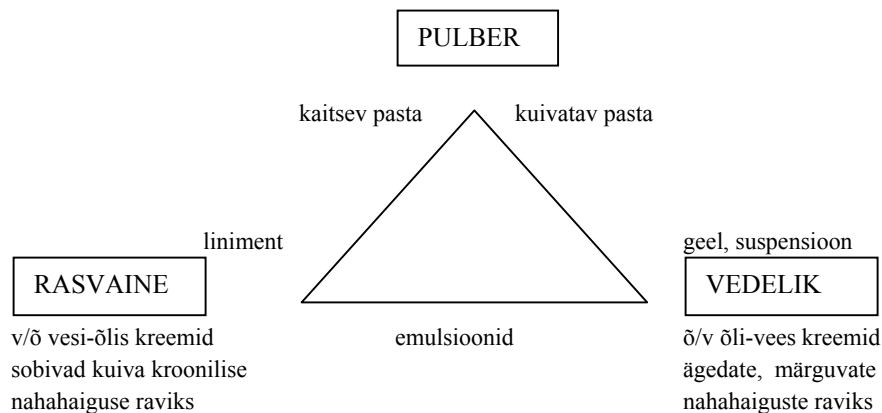 PULBER
kaitsev pasta
kuivatav pasta
liniment
geel, suspensioon
RASVAINE
VEDELIK
v/õ vesi-õlis kreemid
sobivad kuiva kroonilise
nahahaiguse raviks
emulsioonid
õ/v õli-vees kreemid
ägedate, märguvate
nahahaiguste raviks